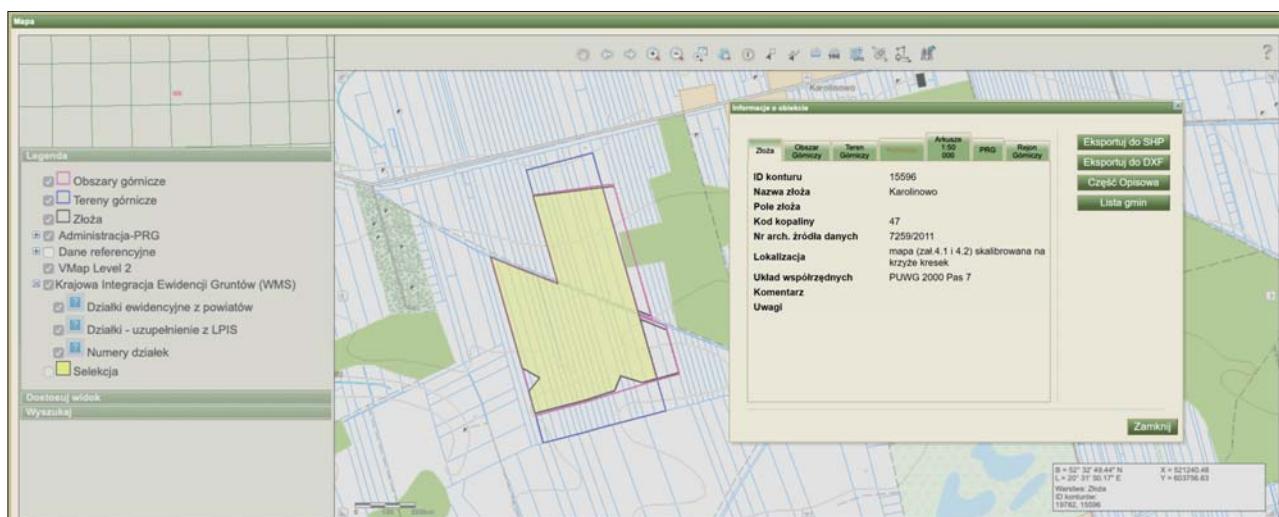 Mapa
Karolinowo
Legenda
Obszary górnicze
Tereny górnicze
Złoża
Administracja-PRG
Dane referencyjne
VMap Level 2
Krajowa Integracja Ewidencji Gruntów (WMS)
Działki ewidencyjne z powiatów
Działki - uzupełnienie z LPIS
Numery działek
Selekcja
Dostosuj widok
Wyszukaj
Informacje o obiekcie
Złoża
Obszar Górniczy
Teren Górniczy
Arkusze 1:50 000
PRG
Rejon Górniczy
ID konturu 15596
Nazwa złoża Karolinowo
Pole złoża
Kod kopaliny 47
Nr arch. źródła danych 7259/2011
Lokalizacja mapa (zał.4.1 i 4.2) skalibrowana na
krzyże kresek
Układ współrzędnych PUWG 2000 Pas 7
Komentarz
Uwagi
Eksportuj do SHP
Eksportuj do DXF
Część Opisowa
Lista gmin
Zamknij
B = 52° 32' 49.44" N X = 521240.48
L = 20° 31' 50.17" E Y = 603756.63
Warstwa: Złoża
ID konturów:
19762, 15596